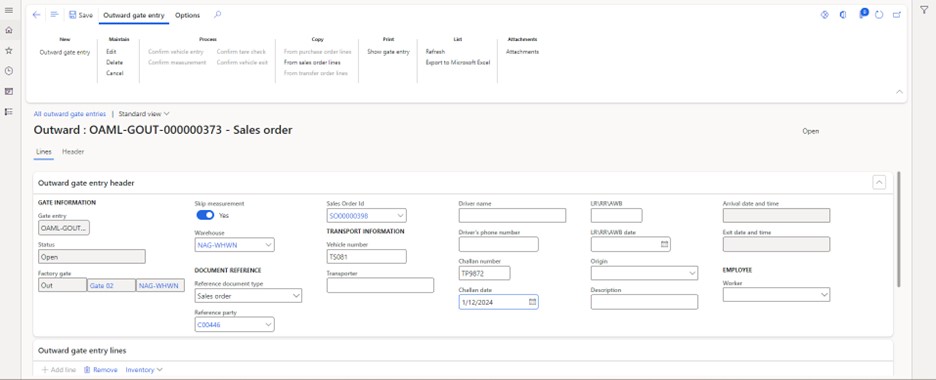 Save Outward gate entry Options
New Maintain Process Copy Print List Attachments
Outward gate entry Edit Confirm vehicle entry Confirm tare check From purchase order lines Show gate entry Refresh Attachments
Delete Confirm measurement Confirm vehicle exit From sales order lines Export to Microsoft Excel
Cancel From transfer order lines
All outward gate entries | Standard view
Outward : OAML-GOUT-000000373 - Sales order Open
Lines Header
Outward gate entry header
GATE INFORMATION
Gate entry
OAML-GOUT...
Status
Open
Factory gate
Out Gate 02 NAG-WHWN
Skip measurement
Yes
Warehouse
NAG-WHWN
DOCUMENT REFERENCE
Reference document type
Sales order
Reference party
C00446
Sales Order Id
SO00000398
TRANSPORT INFORMATION
Vehicle number
TS081
Transporter
Driver name
Driver's phone number
Challan number
TP9872
Challan date
1/12/2024
LR\RR\AWB
LR\RR\AWB date
Origin
Description
Arrival date and time
Exit date and time
EMPLOYEE
Worker
Outward gate entry lines
+ Add line Remove Inventory